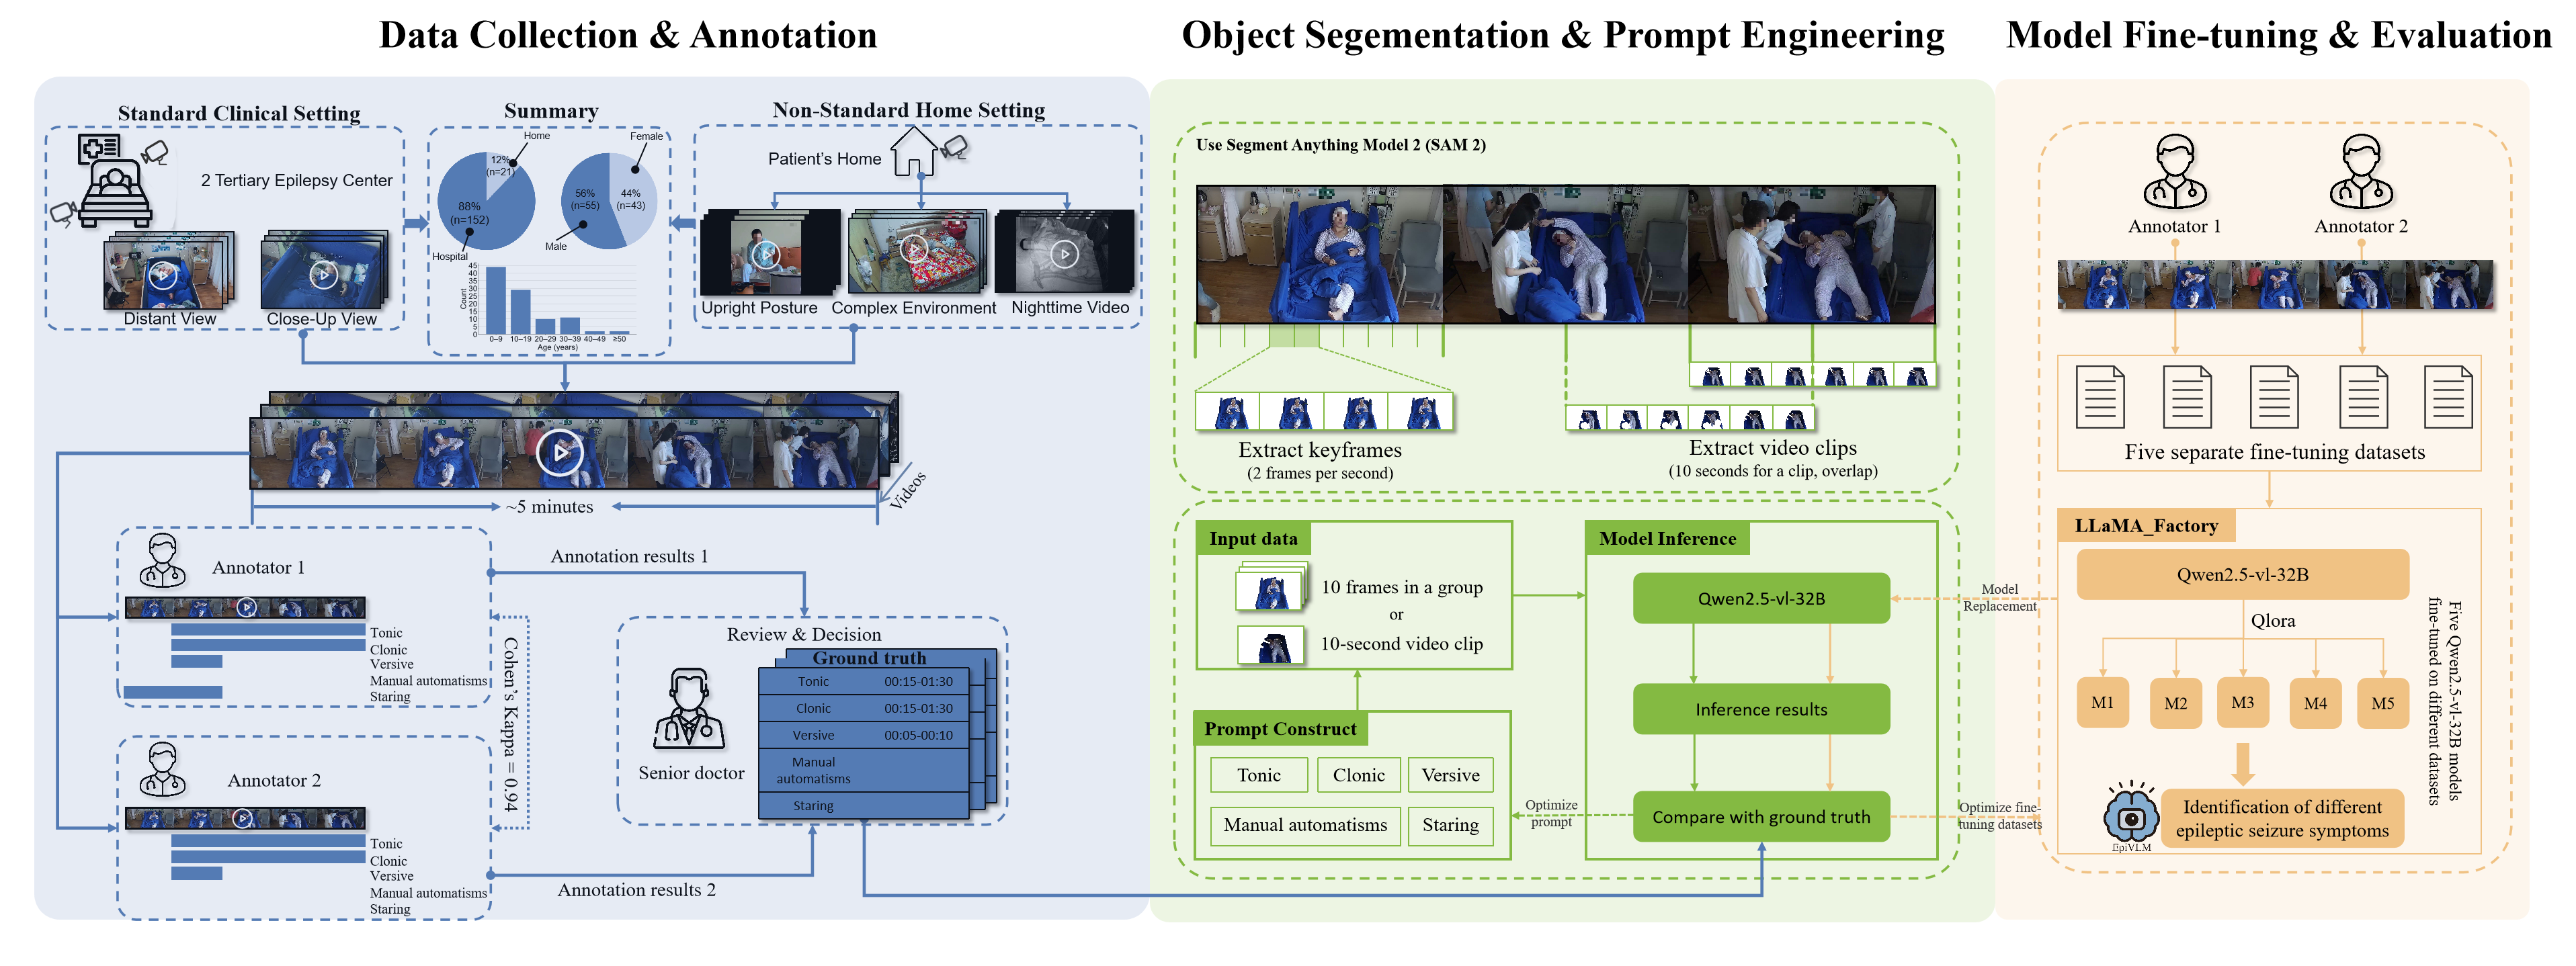 Data Collection & Annotation
Standard Clinical Setting
2 Tertiary Epilepsy Center
Distant View
Close-Up View
Summary
Home
12%
(n=21)
88%
(n=152)
Hospital
Female
56%
(n=55)
44%
(n=43)
Male
Count
45
40
35
30
25
20
15
10
5
0
0–9 10–19 20–29 30–39 40–49 ≥50
Age (years)
Non-Standard Home Setting
Patient's Home
Upright Posture
Complex Environment
Nighttime Video
~5 minutes
Videos
Annotator 1
Tonic
Clonic
Versive
Manual automatisms
Staring
Annotator 2
Tonic
Clonic
Versive
Manual automatisms
Staring
Cohen's Kappa = 0.94
Annotation results 1
Annotation results 2
Review & Decision
Senior doctor
Ground truth
Tonic 00:15-01:30
Clonic 00:15-01:30
Versive 00:05-00:10
Manual
automatisms
Staring
Object Segementation & Prompt Engineering
Use Segment Anything Model 2 (SAM 2)
Extract keyframes
(2 frames per second)
Extract video clips
(10 seconds for a clip, overlap)
Input data
10 frames in a group
or
10-second video clip
Prompt Construct
Tonic
Clonic
Versive
Manual automatisms
Staring
Optimize
prompt
Model Inference
Qwen2.5-vl-32B
Inference results
Compare with ground truth
Model
Replacement
Optimize fine-
tuning datasets
Model Fine-tuning & Evaluation
Annotator 1
Annotator 2
Five separate fine-tuning datasets
LLaMA_Factory
Qwen2.5-vl-32B
Qlora
M1
M2
M3
M4
M5
Five Qwen2.5-vl-32B models
fine-tuned on different datasets
EpiVLM
Identification of different
epileptic seizure symptoms